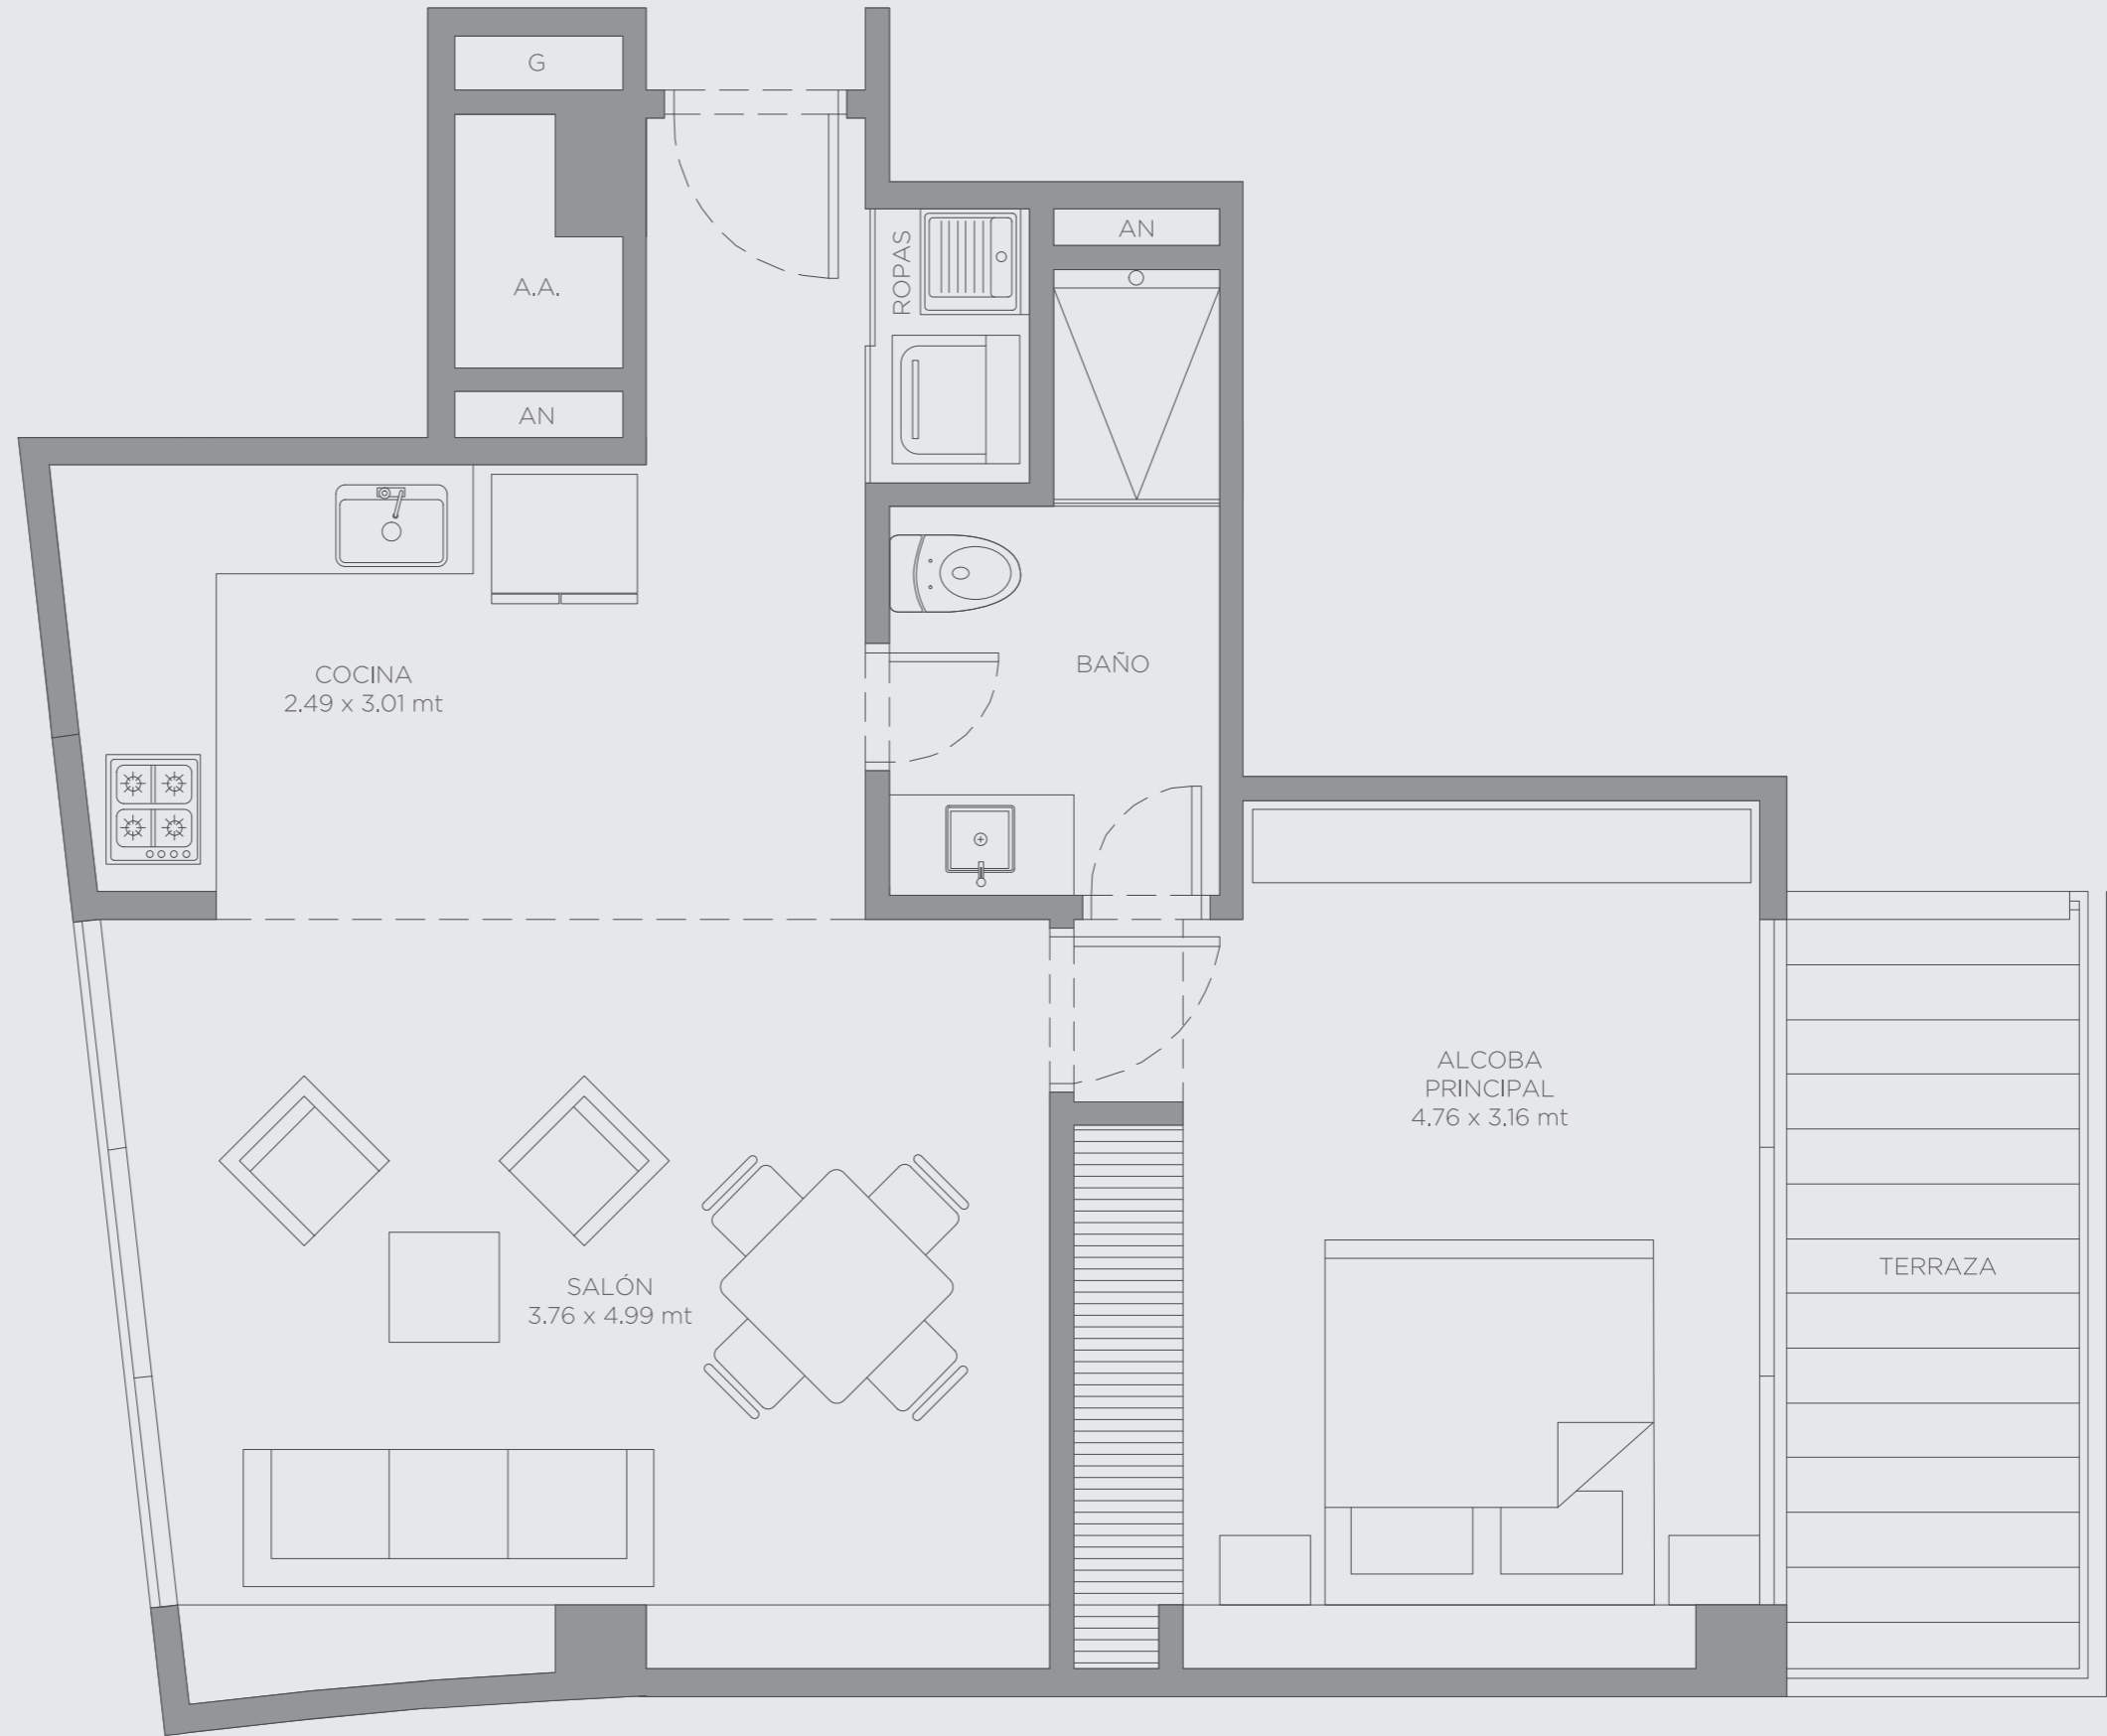 G
A.A.
AN
ROPAS
AN
COCINA
2.49 x 3.01 mt
BAÑO
ALCOBA
PRINCIPAL
4.76 x 3.16 mt
SALÓN
3.76 x 4.99 mt
TERRAZA